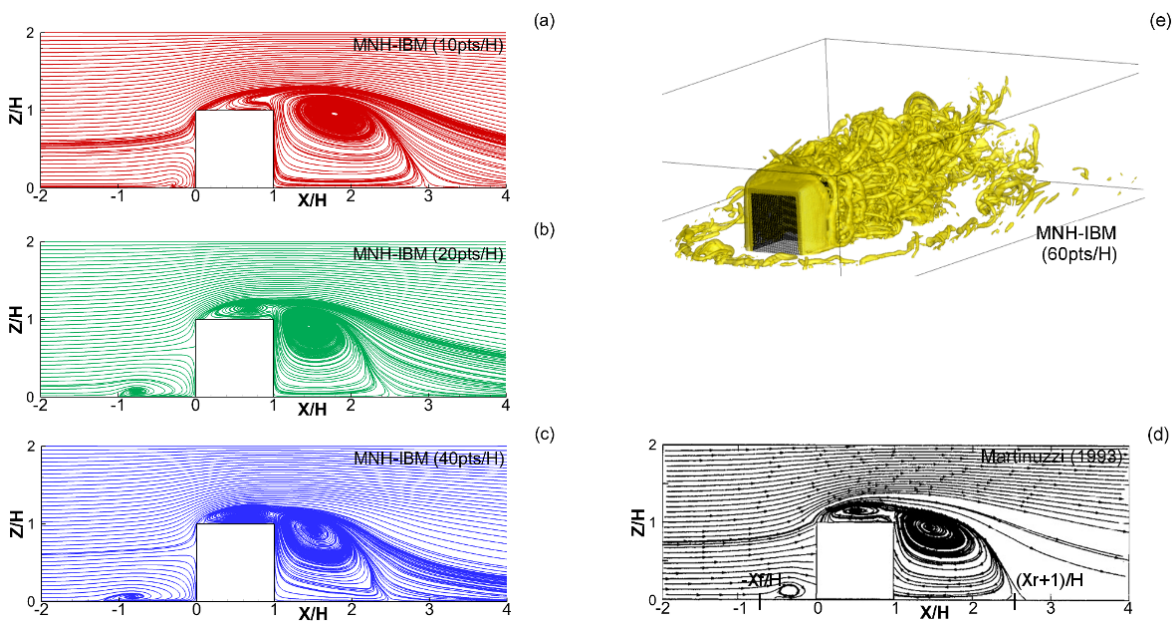 (a)
MNH-IBM (10pts/H)
Z/H
2
1
0
-2 -1 0 1 2 3 4
X/H
(b)
MNH-IBM (20pts/H)
Z/H
2
1
0
-2 -1 0 1 2 3 4
X/H
(c)
MNH-IBM (40pts/H)
Z/H
2
1
0
-2 -1 0 1 2 3 4
X/H
(e)
MNH-IBM
(60pts/H)
(d)
Martinuzzi (1993)
Z/H
2
1
0
-Xf/H
(Xr+1)/H
-2 -1 0 1 2 3 4
X/H